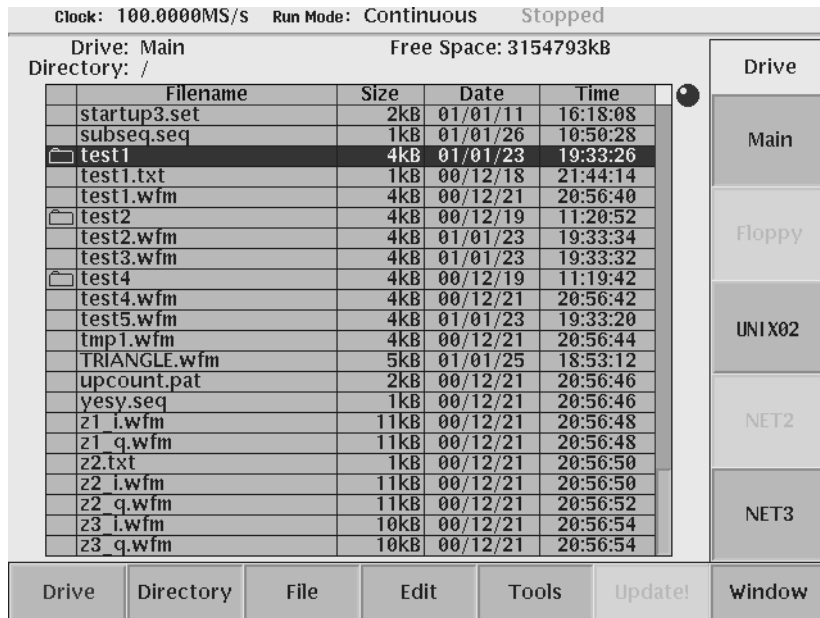 Clock: 100.0000MS/s Run Mode: Continuous Stopped
Drive: Main Free Space: 3154793kB
Directory: /
Filename Size Date Time
startup3.set 2kB 01/01/11 16:18:08
subseq.seq 1kB 01/01/26 10:50:28
test1 4kB 01/01/23 19:33:26
test1.txt 1kB 00/12/18 21:44:14
test1.wfm 4kB 00/12/21 20:56:40
test2 4kB 00/12/19 11:20:52
test2.wfm 4kB 01/01/23 19:33:34
test3.wfm 4kB 01/01/23 19:33:32
test4 4kB 00/12/19 11:19:42
test4.wfm 4kB 00/12/21 20:56:42
test5.wfm 4kB 01/01/23 19:33:20
tmp1.wfm 4kB 00/12/21 20:56:44
TRIANGLE.wfm 5kB 01/01/25 18:53:12
upcount.pat 2kB 00/12/21 20:56:46
yesy.seq 1kB 00/12/21 20:56:46
z1_i.wfm 11kB 00/12/21 20:56:48
z1_q.wfm 11kB 00/12/21 20:56:48
z2.txt 1kB 00/12/21 20:56:50
z2_i.wfm 11kB 00/12/21 20:56:50
z2_q.wfm 11kB 00/12/21 20:56:52
z3_i.wfm 10kB 00/12/21 20:56:54
z3_q.wfm 10kB 00/12/21 20:56:54
Drive
Main
Floppy
UNIX02
NET2
NET3
Drive Directory File Edit Tools Update! Window